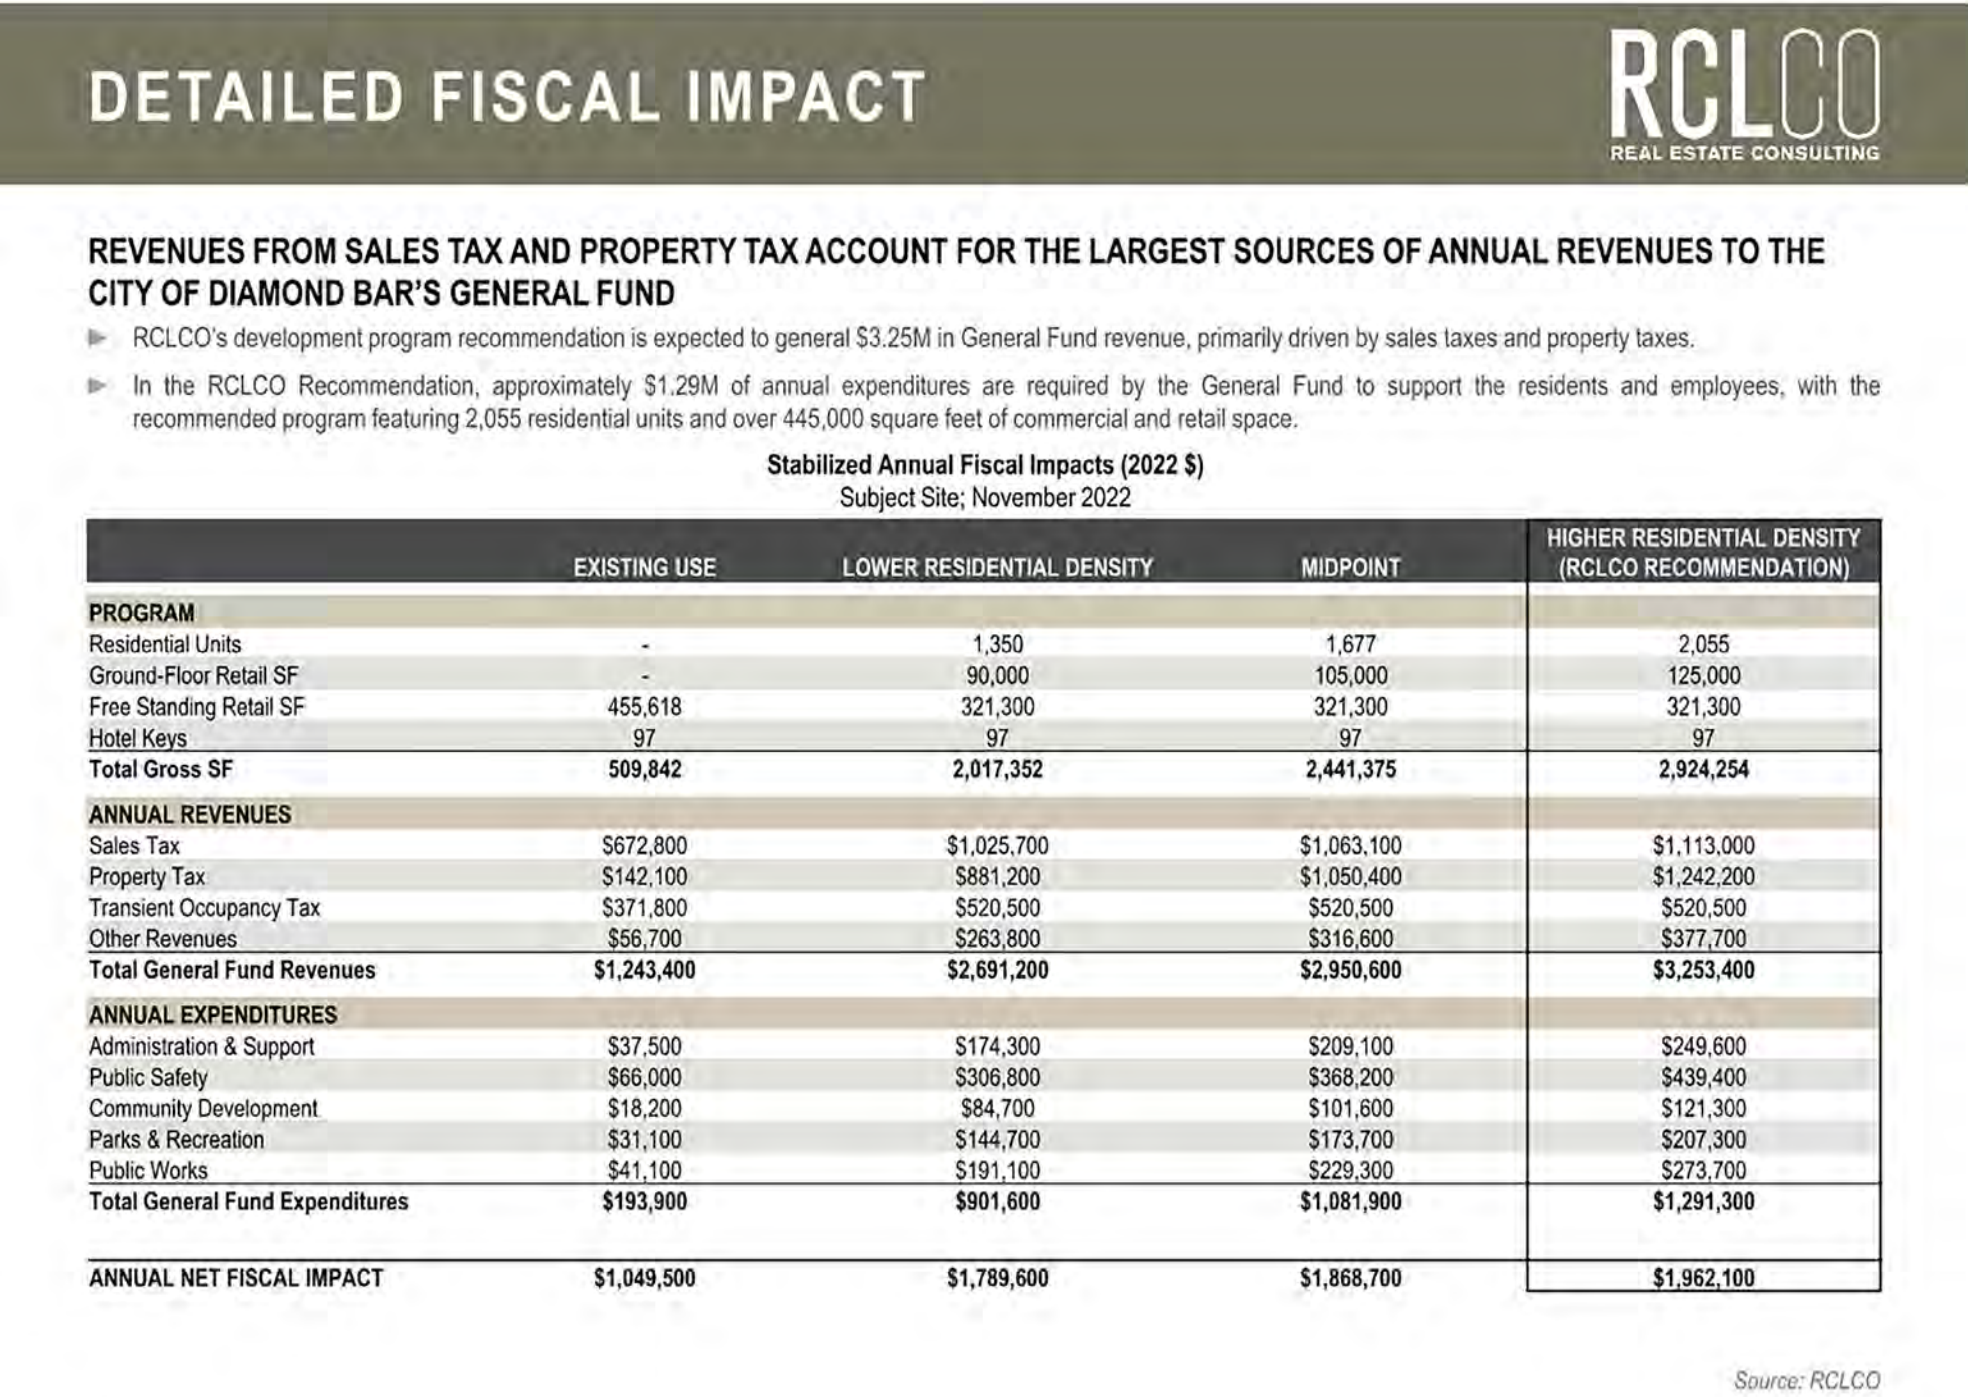 DETAILED FISCAL IMPACT
RCLCO
REAL ESTATE CONSULTING
REVENUES FROM SALES TAX AND PROPERTY TAX ACCOUNT FOR THE LARGEST SOURCES OF ANNUAL REVENUES TO THE
CITY OF DIAMOND BAR'S GENERAL FUND
RCLCO's development program recommendation is expected to general $3.25M in General Fund revenue, primarily driven by sales taxes and property taxes.
In the RCLCO Recommendation, approximately $1.29M of annual expenditures are required by the General Fund to support the residents and employees, with the
recommended program featuring 2,055 residential units and over 445,000 square feet of commercial and retail space.
Stabilized Annual Fiscal Impacts (2022 $)
Subject Site; November 2022
HIGHER RESIDENTIAL DENSITY
EXISTING USE LOWER RESIDENTIAL DENSITY MIDPOINT (RCLCO RECOMMENDATION)
PROGRAM
Residential Units - 1,350 1,677 2,055
Ground-Floor Retail SF - 90,000 105,000 125,000
Free Standing Retail SF 455,618 321,300 321,300 321,300
Hotel Keys 97 97 97 97
Total Gross SF 509,842 2,017,352 2,441,375 2,924,254
ANNUAL REVENUES
Sales Tax $672,800 $1,025,700 $1,063,100 $1,113,000
Property Tax $142,100 $881,200 $1,050,400 $1,242,200
Transient Occupancy Tax $371,800 $520,500 $520,500 $520,500
Other Revenues $56,700 $263,800 $316,600 $377,700
Total General Fund Revenues $1,243,400 $2,691,200 $2,950,600 $3,253,400
ANNUAL EXPENDITURES
Administration & Support $37,500 $174,300 $209,100 $249,600
Public Safety $66,000 $306,800 $368,200 $439,400
Community Development $18,200 $84,700 $101,600 $121,300
Parks & Recreation $31,100 $144,700 $173,700 $207,300
Public Works $41,100 $191,100 $229,300 $273,700
Total General Fund Expenditures $193,900 $901,600 $1,081,900 $1,291,300
ANNUAL NET FISCAL IMPACT $1,049,500 $1,789,600 $1,868,700 $1,962,100
Source: RCLCO